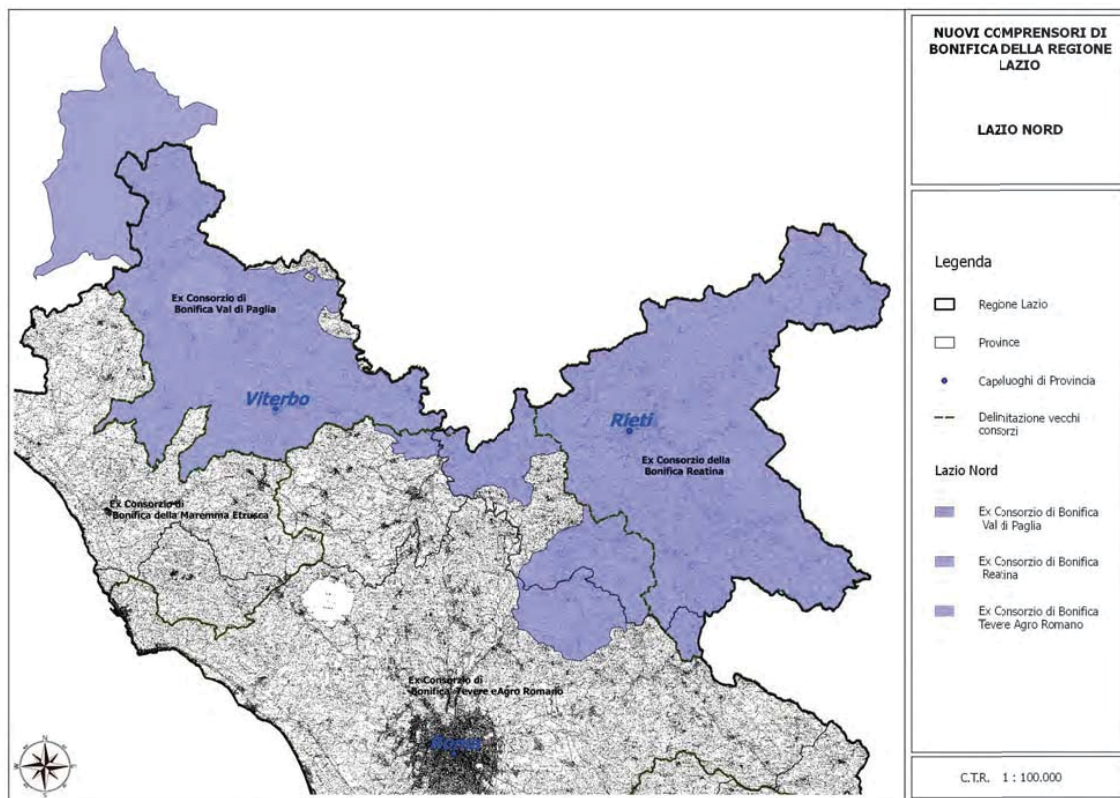 NUOVI COMPRENSORI DI
BONIFICA DELLA REGIONE
LAZIO
LAZIO NORD
Legenda
Regione Lazio
Province
Capoluoghi di Provincia
Delimitazione vecchi
consorzi
Lazio Nord
Ex Consorzio di Bonifica
Val di Paglia
Ex Consorzio di Bonifica
Reatina
Ex Consorzio di Bonifica
Tevere Agro Romano
C.T.R. 1 : 100.000
Ex Consorzio di
Bonifica Val di Paglia
Viterbo
Rieti
Ex Consorzio della
Bonifica Reatina
Ex Consorzio di
Bonifica della Maremma Etrusca
Ex Consorzio di
Bonifica Tevere e Agro Romano
Roma